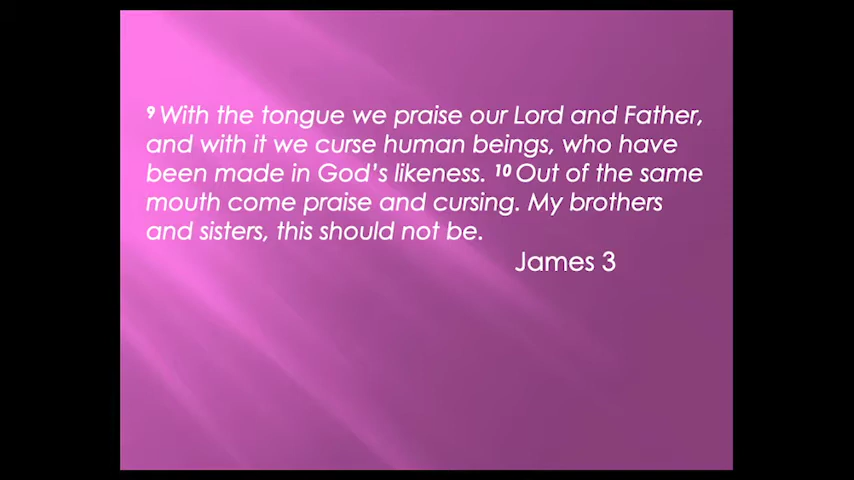 9 With the tongue we praise our Lord and Father,
and with it we curse human beings, who have
been made in God's likeness. 10 Out of the same
mouth come praise and cursing. My brothers
and sisters, this should not be.
James 3